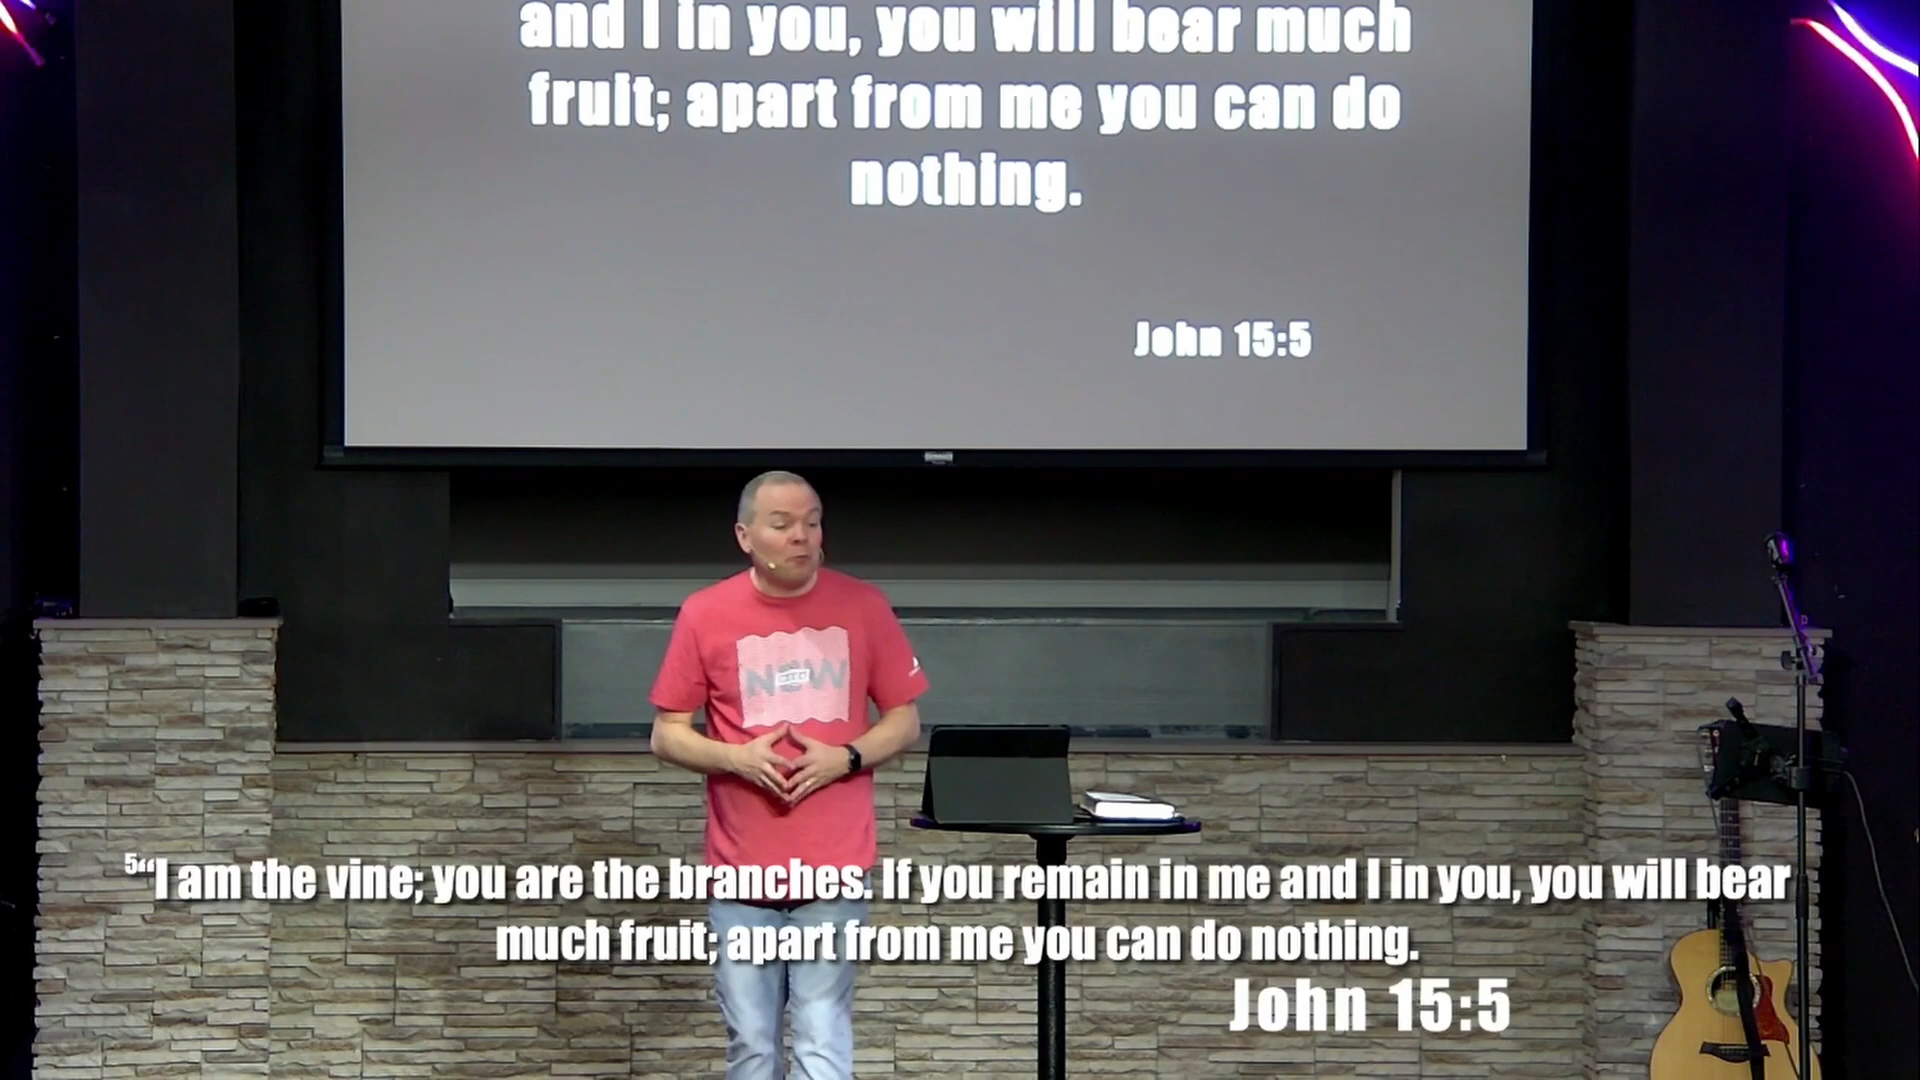 and I in you, you will bear much
fruit; apart from me you can do
nothing.
John 15:5
NOW
5“I am the vine; you are the branches. If you remain in me and I in you, you will bear
much fruit; apart from me you can do nothing.
John 15:5